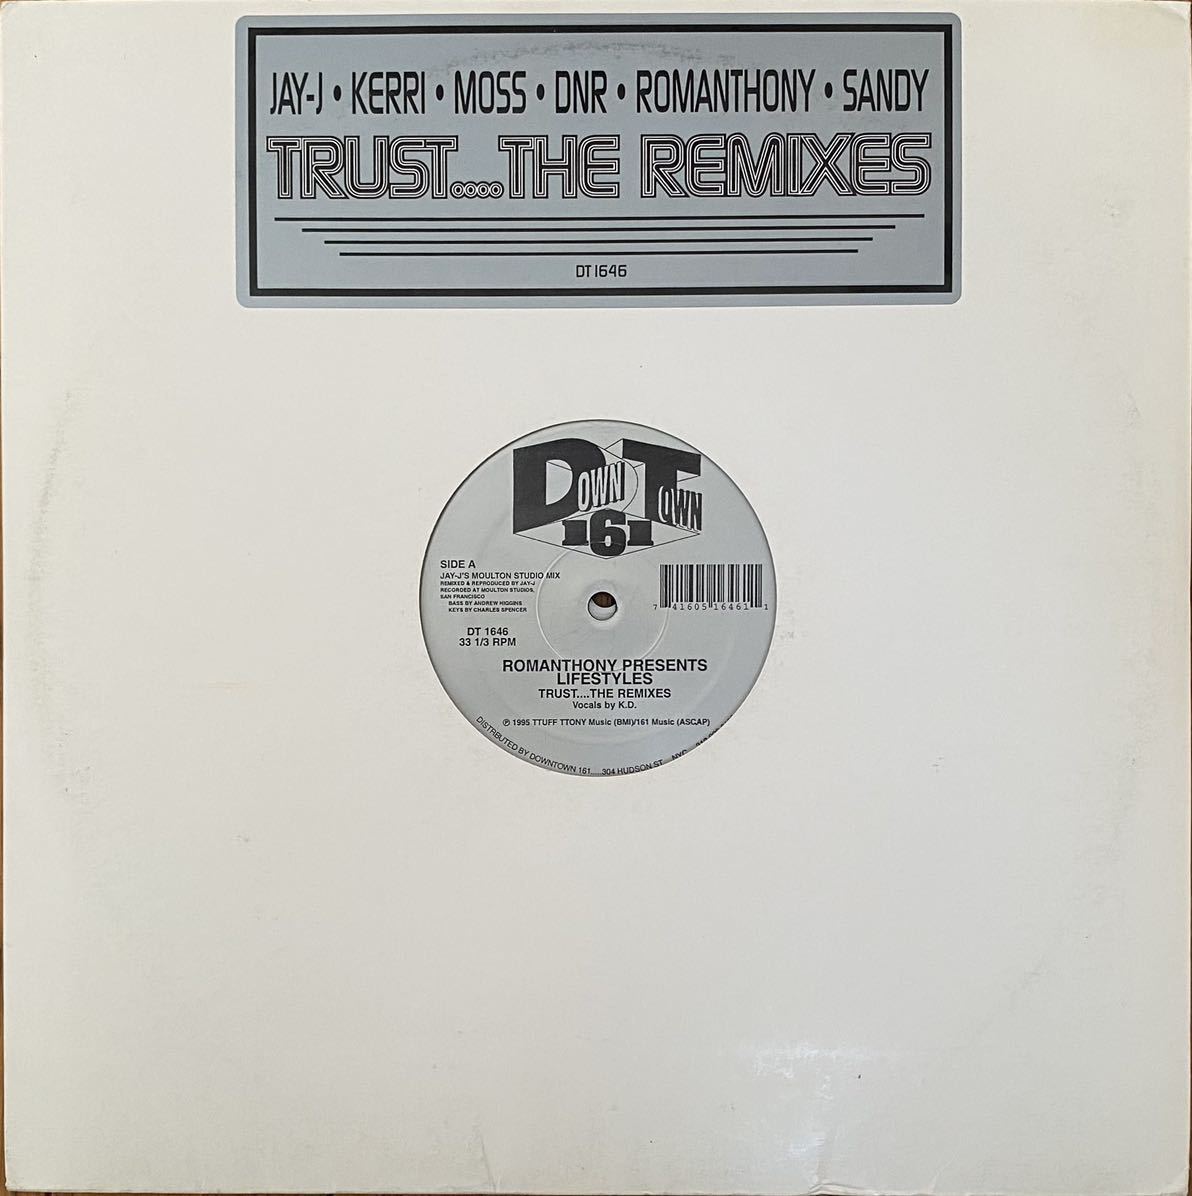 JAY-J • KERRI • MOSS • DNR • ROMANTHONY • SANDY
TRUST....THE REMIXES
DT 1646
DOWN TOWN
161
SIDE A
JAY-J'S MOULTON STUDIO MIX
REMIXED & REPRODUCED BY JAY-J
RECORDED AT MOULTON STUDIOS,
SAN FRANCISCO
BASS BY ANDREW HIGGINS
KEYS BY CHARLES SPENCER
7 41605 16461 1
DT 1646
33 1/3 RPM
ROMANTHONY PRESENTS
LIFESTYLES
TRUST....THE REMIXES
Vocals by K.D.
℗ 1995 TTUFF TTONY Music (BMI)/161 Music (ASCAP)
DISTRBUTED BY DOWNTOWN 161.....304 HUDSON ST. NYC